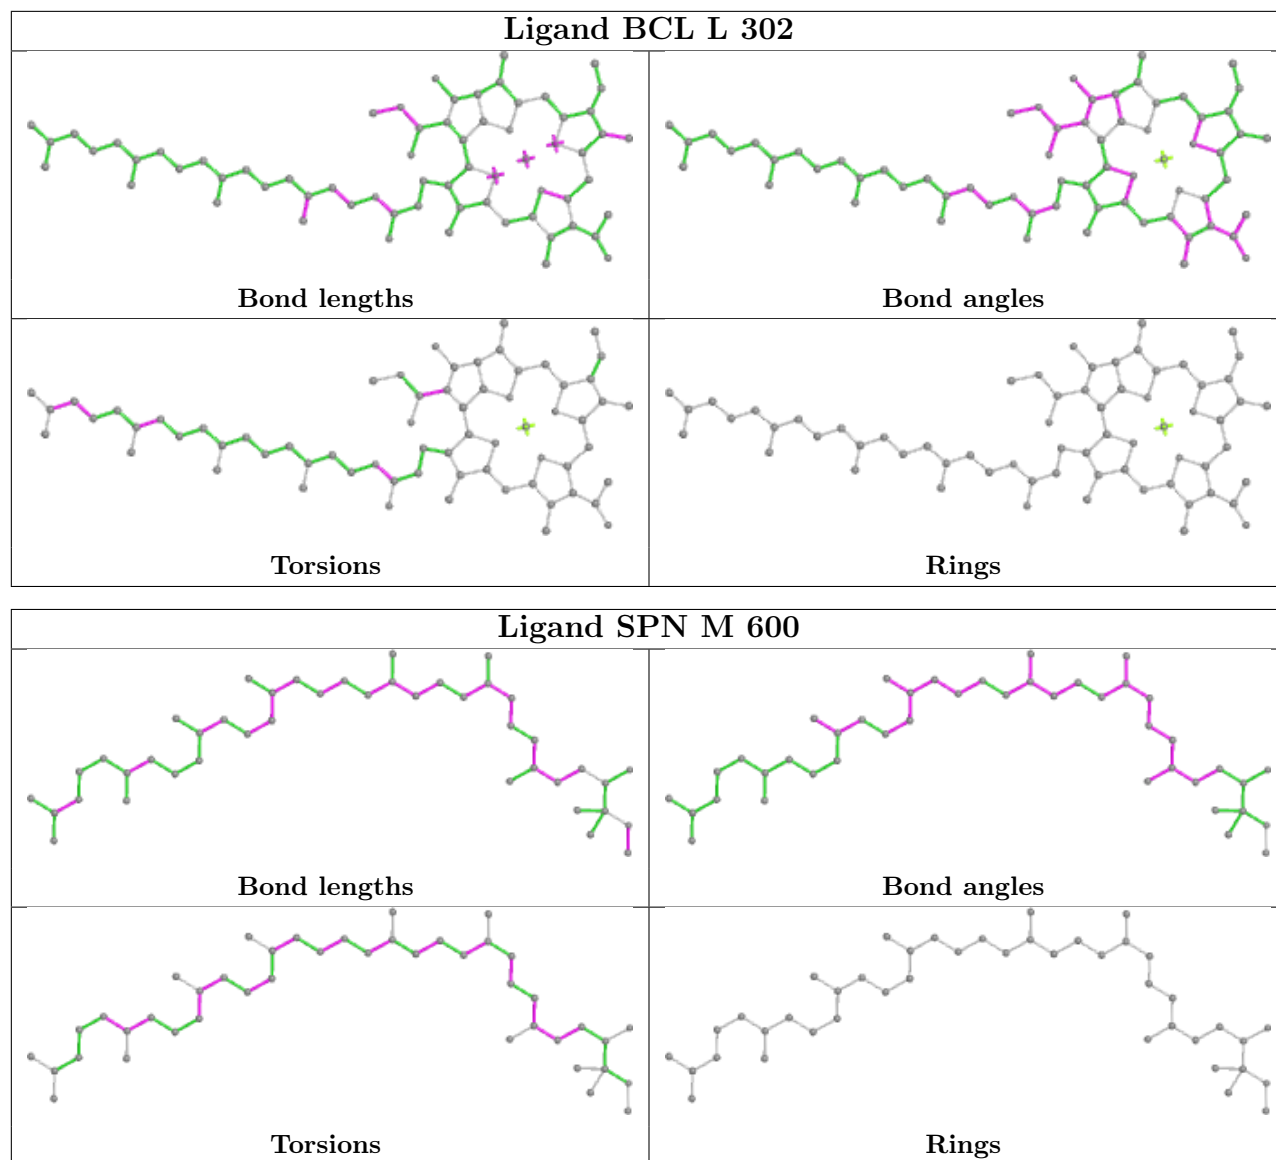 Ligand BCL L 302
Bond lengths
Bond angles
Torsions
Rings
Ligand SPN M 600
Bond lengths
Bond angles
Torsions
Rings